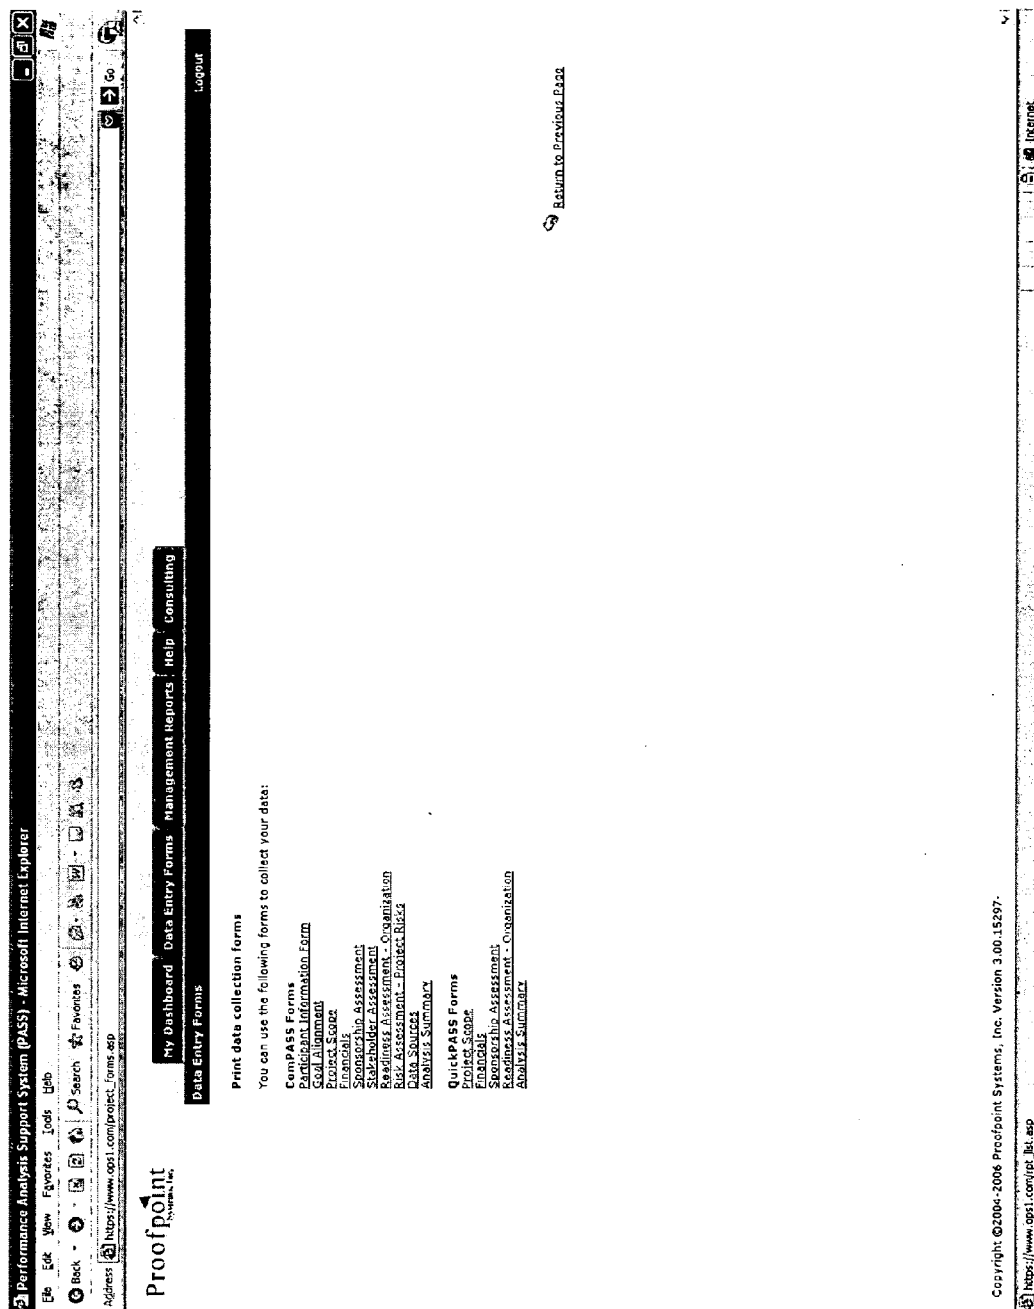 Performance Analysis Support System (PASS) - Microsoft Internet Explorer
File Edit View Favorites Tools Help
Back Search Favorites
Address https://www.ops1.com/project_forms.asp Go
Proofpoint
Systems, Inc.
My Dashboard Data Entry Forms Management Reports Help Consulting
Data Entry Forms Logout
Print data collection forms
You can use the following forms to collect your data:
ComPASS Forms
Participant Information Form
Goal Alignment
Project Scope
Financials
Sponsorship Assessment
Stakeholder Assessment
Readiness Assessment - Organization
Risk Assessment - Project Risks
Data Sources
Analysis Summary
QuickPASS Forms
Project Scope
Financials
Sponsorship Assessment
Readiness Assessment - Organization
Analysis Summary
Return to Previous Page
Copyright ©2004-2006 Proofpoint Systems, Inc. Version 3.00.15297-
https://www.ops1.com/rpt_list.asp Internet